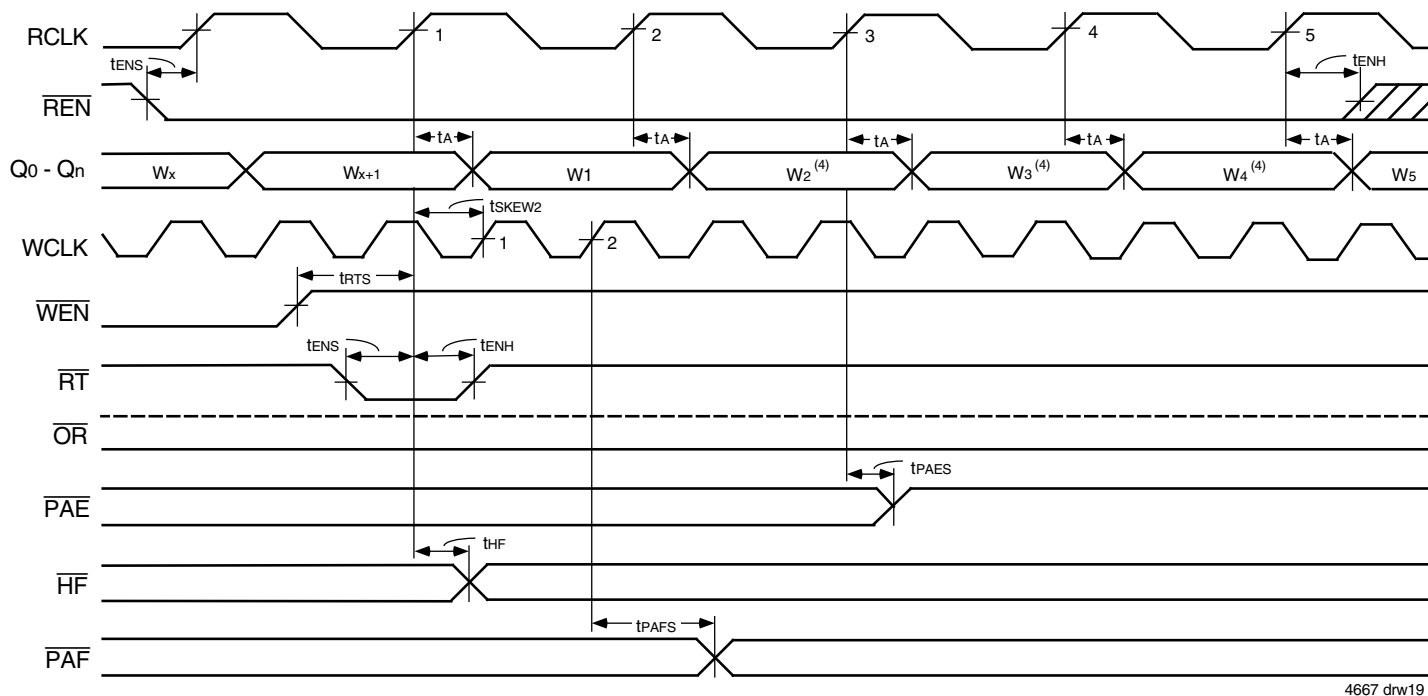 RCLK 1 2 3 4 5
tENS tENH
REN
tA tA tA tA tA
Q0 - Qn Wx Wx+1 W1 W2(4) W3(4) W4(4) W5
tSKEW2
WCLK 1 2
tRTS
WEN
tENS tENH
RT
OR
tPAES
PAE
tHF
HF
tPAFS
PAF
4667 drw19